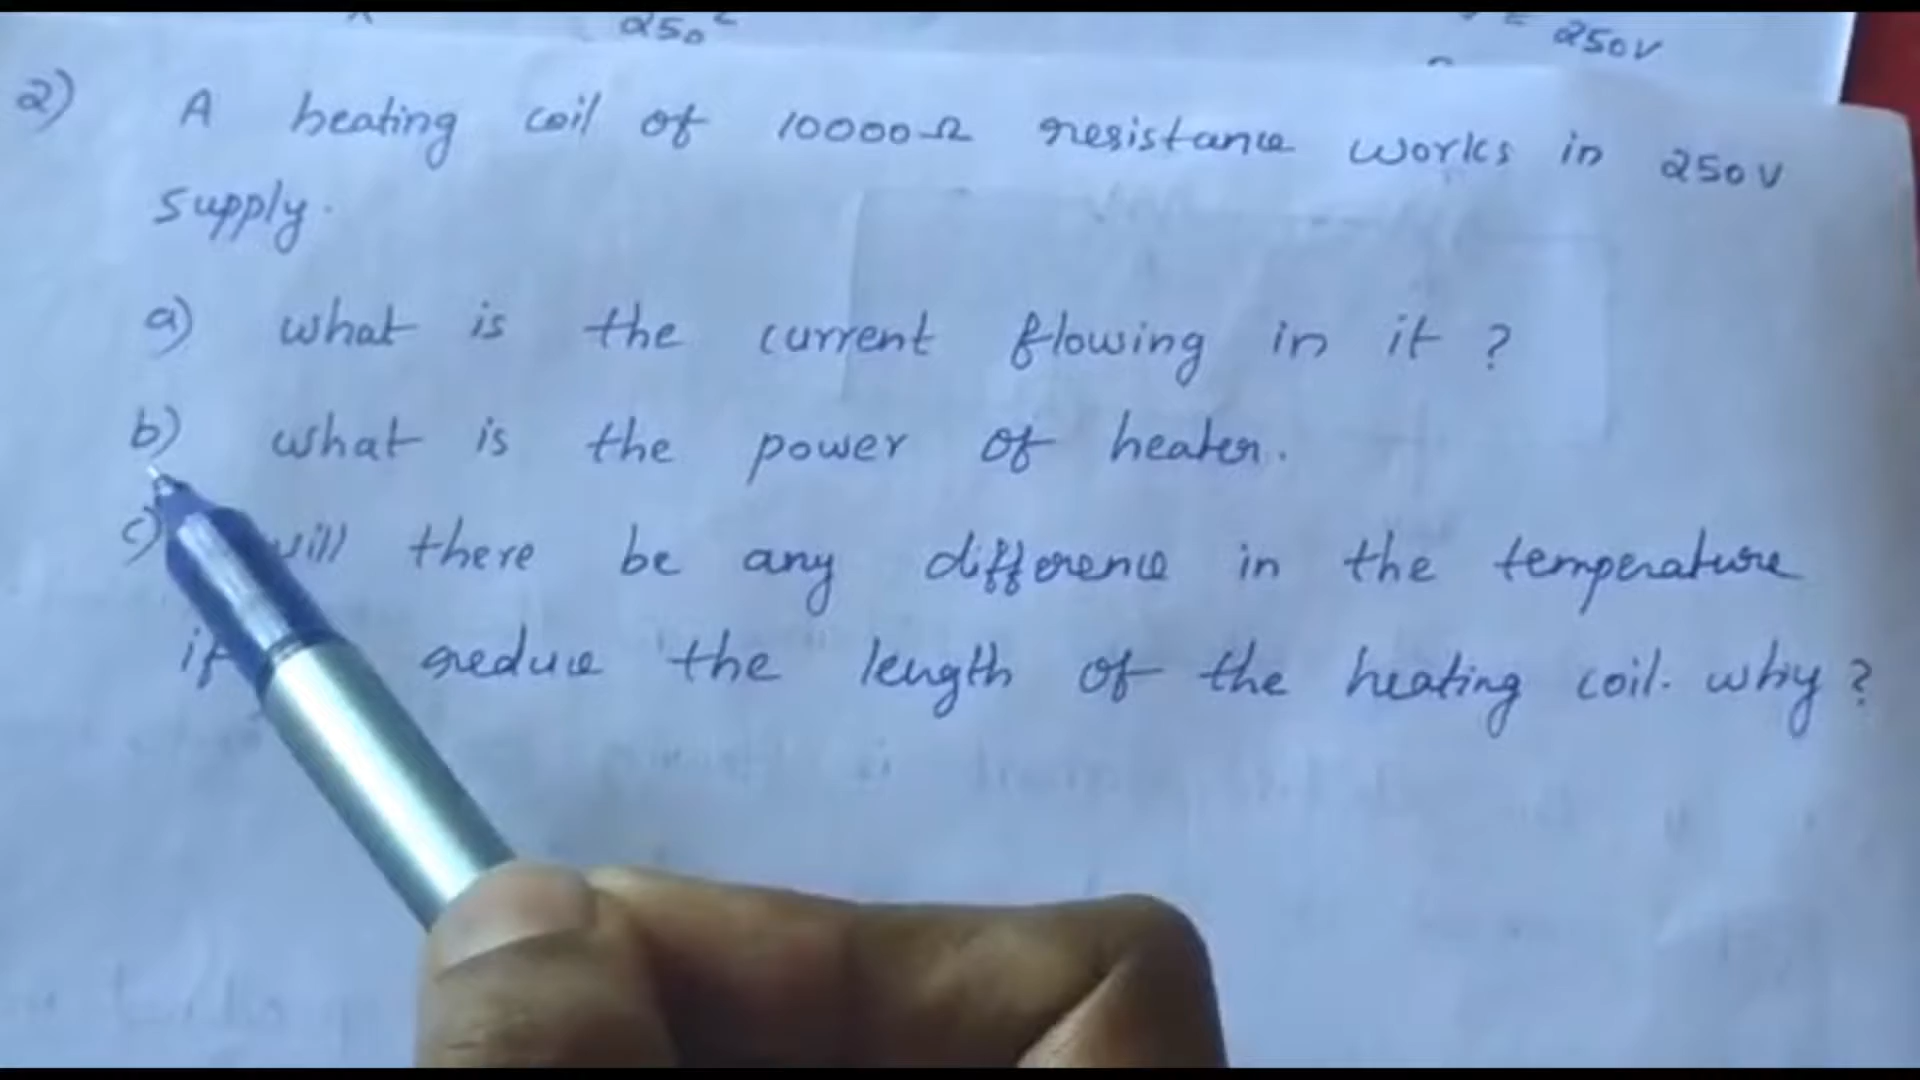 250²
250V
2) A heating coil of 10000Ω resistance works in 250V
supply.
a) what is the current flowing in it ?
b) what is the power of heater.
c) will there be any difference in the temperature
if reduce the length of the heating coil. why ?